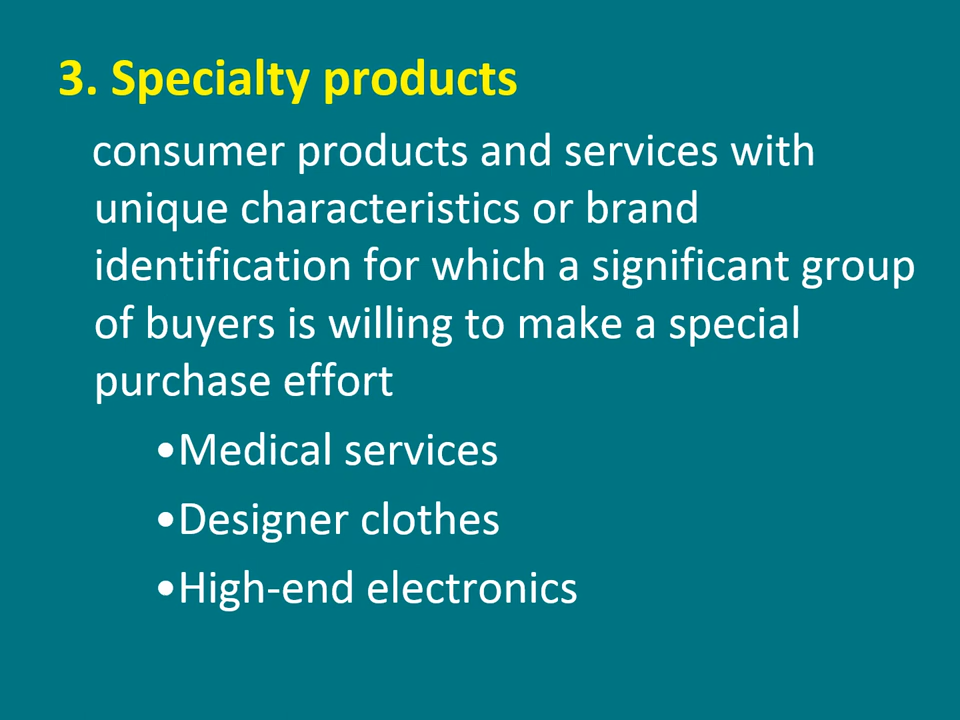 3. Specialty products
consumer products and services with
unique characteristics or brand
identification for which a significant group
of buyers is willing to make a special
purchase effort
•Medical services
•Designer clothes
•High-end electronics